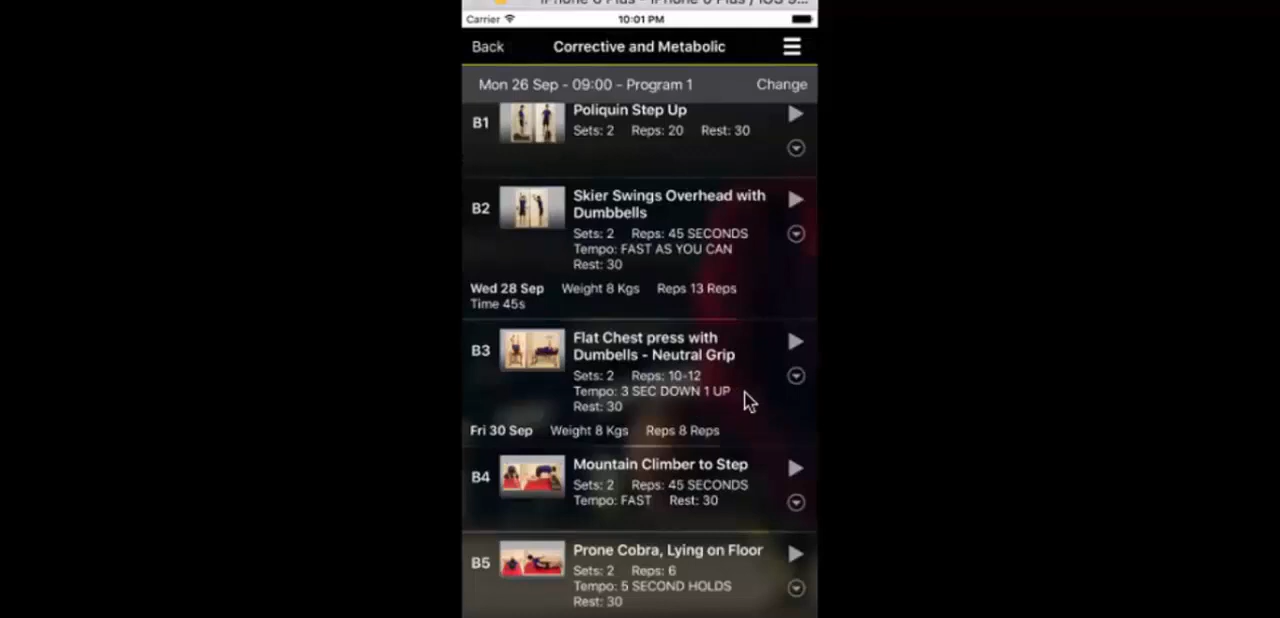 Carrier 10:01 PM
Back Corrective and Metabolic
Mon 26 Sep - 09:00 - Program 1 Change
B1 Poliquin Step Up
Sets: 2 Reps: 20 Rest: 30
B2 Skier Swings Overhead with
Dumbbells
Sets: 2 Reps: 45 SECONDS
Tempo: FAST AS YOU CAN
Rest: 30
Wed 28 Sep Weight 8 Kgs Reps 13 Reps
Time 45s
B3 Flat Chest press with
Dumbells - Neutral Grip
Sets: 2 Reps: 10-12
Tempo: 3 SEC DOWN 1 UP
Rest: 30
Fri 30 Sep Weight 8 Kgs Reps 8 Reps
B4 Mountain Climber to Step
Sets: 2 Reps: 45 SECONDS
Tempo: FAST Rest: 30
B5 Prone Cobra, Lying on Floor
Sets: 2 Reps: 6
Tempo: 5 SECOND HOLDS
Rest: 30